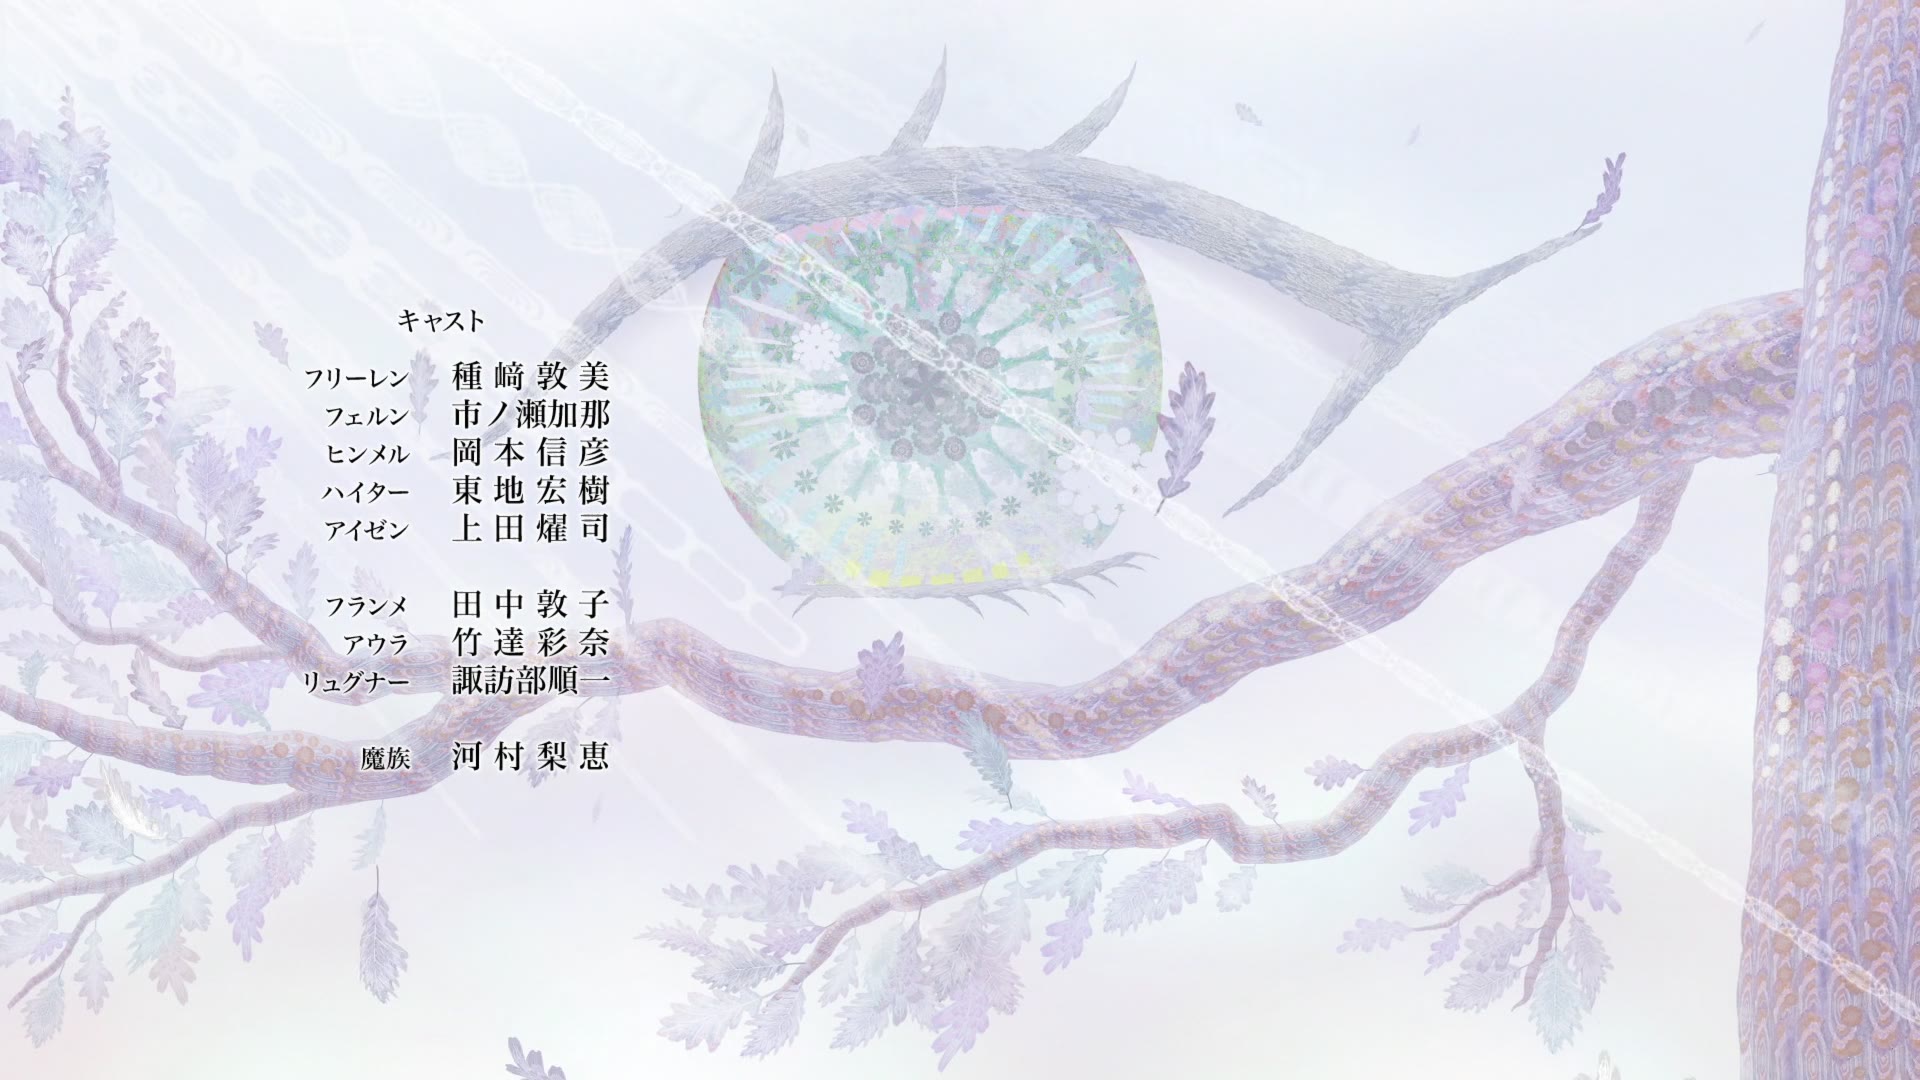 キャスト
フリーレン 種﨑敦美
フェルン 市ノ瀬加那
ヒンメル 岡本信彦
ハイター 東地宏樹
アイゼン 上田燿司
フランメ 田中敦子
アウラ 竹達彩奈
リュグナー 諏訪部順一
魔族 河村梨恵